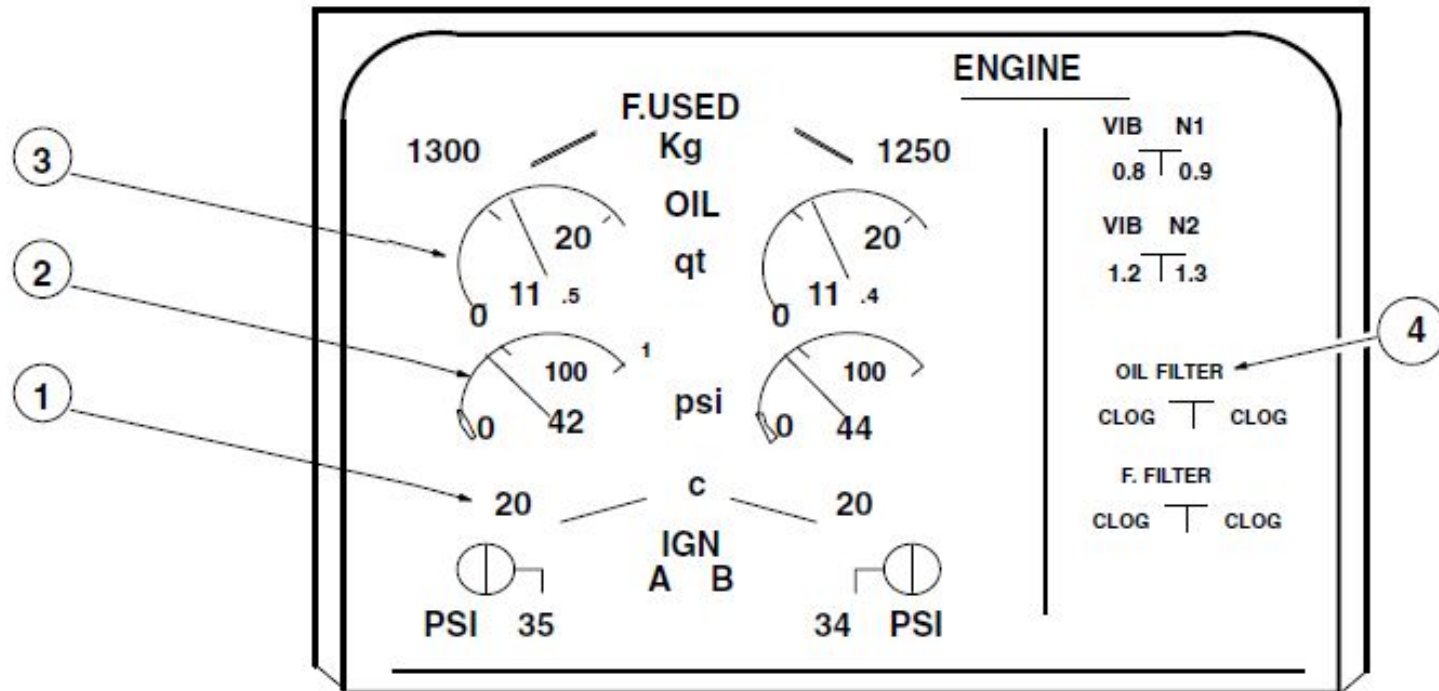 ENGINE
F.USED
1300 Kg 1250
VIB N1
0.8 0.9
3
OIL
20 20
VIB N2
qt
1.2 1.3
2
11 .5 11 .4
0 0
4
1
100 100
OIL FILTER
1
psi
CLOG CLOG
0 42 0 44
F. FILTER
c
20 20
CLOG CLOG
IGN
A B
PSI 35 34 PSI